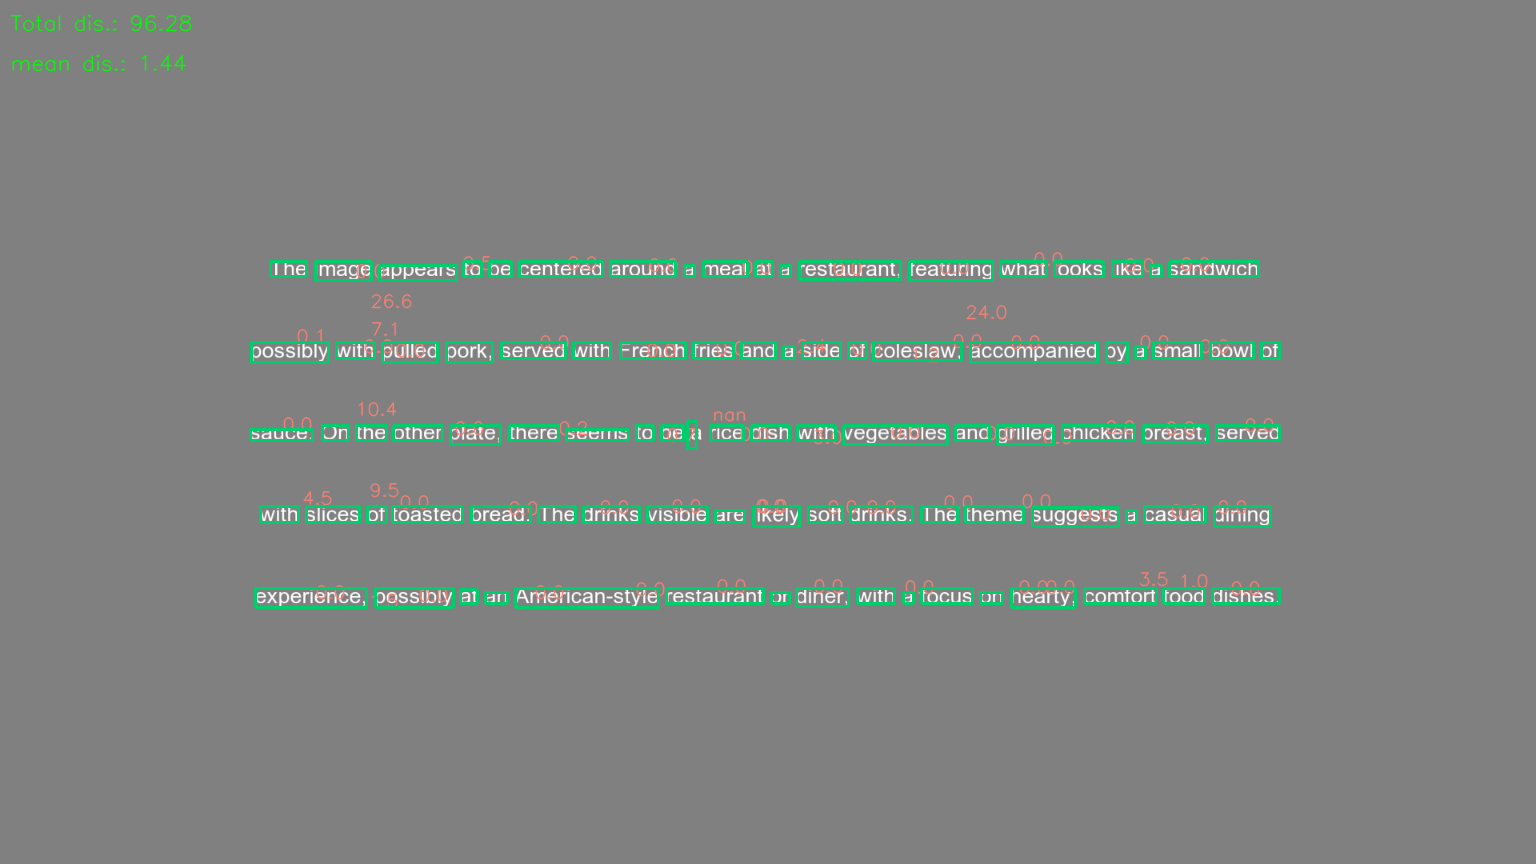 Total dis.: 96.28
mean dis.: 1.44
The image appears to be centered around a meal at a restaurant, featuring what looks like a sandwich
26.6
24.0
7.1
0.1
possibly with pulled pork, served with French fries and a side of coleslaw, accompanied by a small bowl of
10.4
nan
sauce. On the other plate, there seems to be a rice dish with vegetables and grilled chicken breast, served
4.5 9.5 0.0 0.0 0.0
with slices of toasted bread. The drinks visible are likely soft drinks. The theme suggests a casual dining
3.5 1.0
experience, possibly at an American-style restaurant or diner, with a focus on hearty, comfort food dishes.